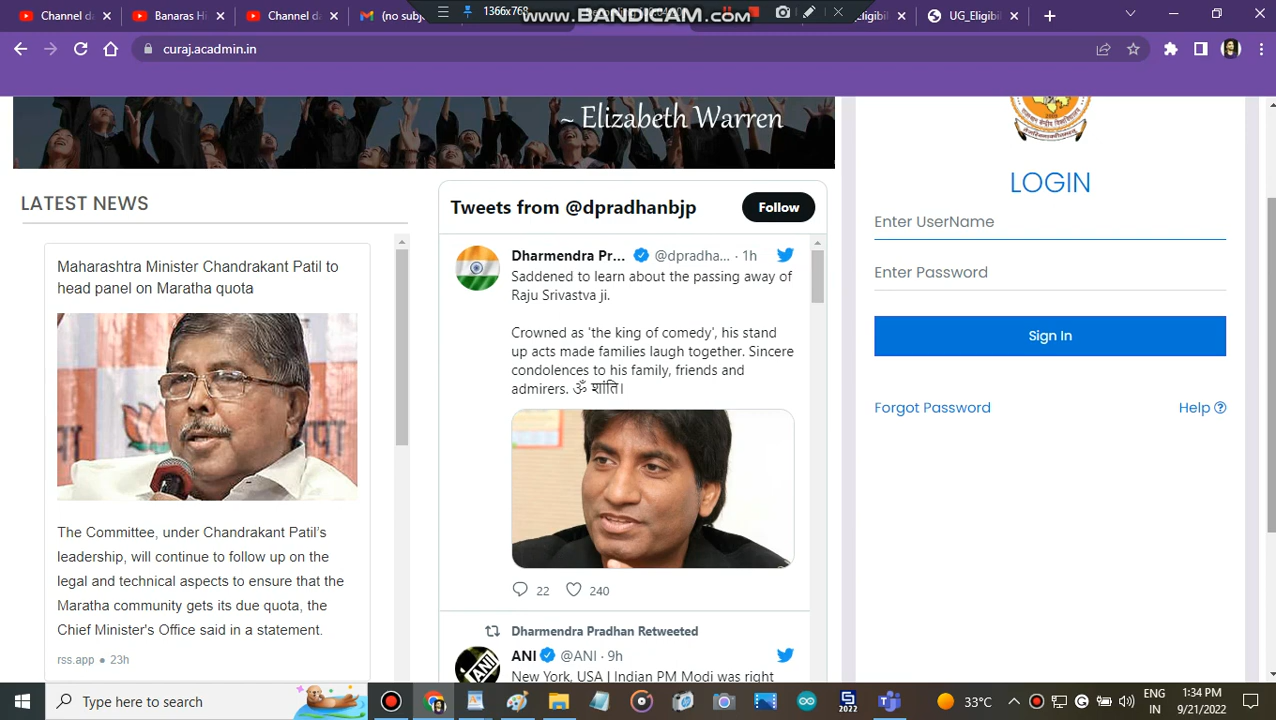 Channel da
Banaras Hi
Channel da
(no sub
1366x768
www.BANDICAM.com
Eligibil
UG_Eligibil
curaj.acadmin.in
~ Elizabeth Warren
LATEST NEWS
Maharashtra Minister Chandrakant Patil to
head panel on Maratha quota
The Committee, under Chandrakant Patil's
leadership, will continue to follow up on the
legal and technical aspects to ensure that the
Maratha community gets its due quota, the
Chief Minister's Office said in a statement.
rss.app • 23h
Tweets from @dpradhanbjp
Follow
Dharmendra Pr... @dpradha... · 1h
Saddened to learn about the passing away of
Raju Srivastva ji.
Crowned as 'the king of comedy', his stand
up acts made families laugh together. Sincere
condolences to his family, friends and
admirers. ॐ शांति।
22 240
Dharmendra Pradhan Retweeted
ANI @ANI · 9h
New York, USA | Indian PM Modi was right
LOGIN
Enter UserName
Enter Password
Sign In
Forgot Password
Help
Type here to search
33°C
ENG
IN
1:34 PM
9/21/2022